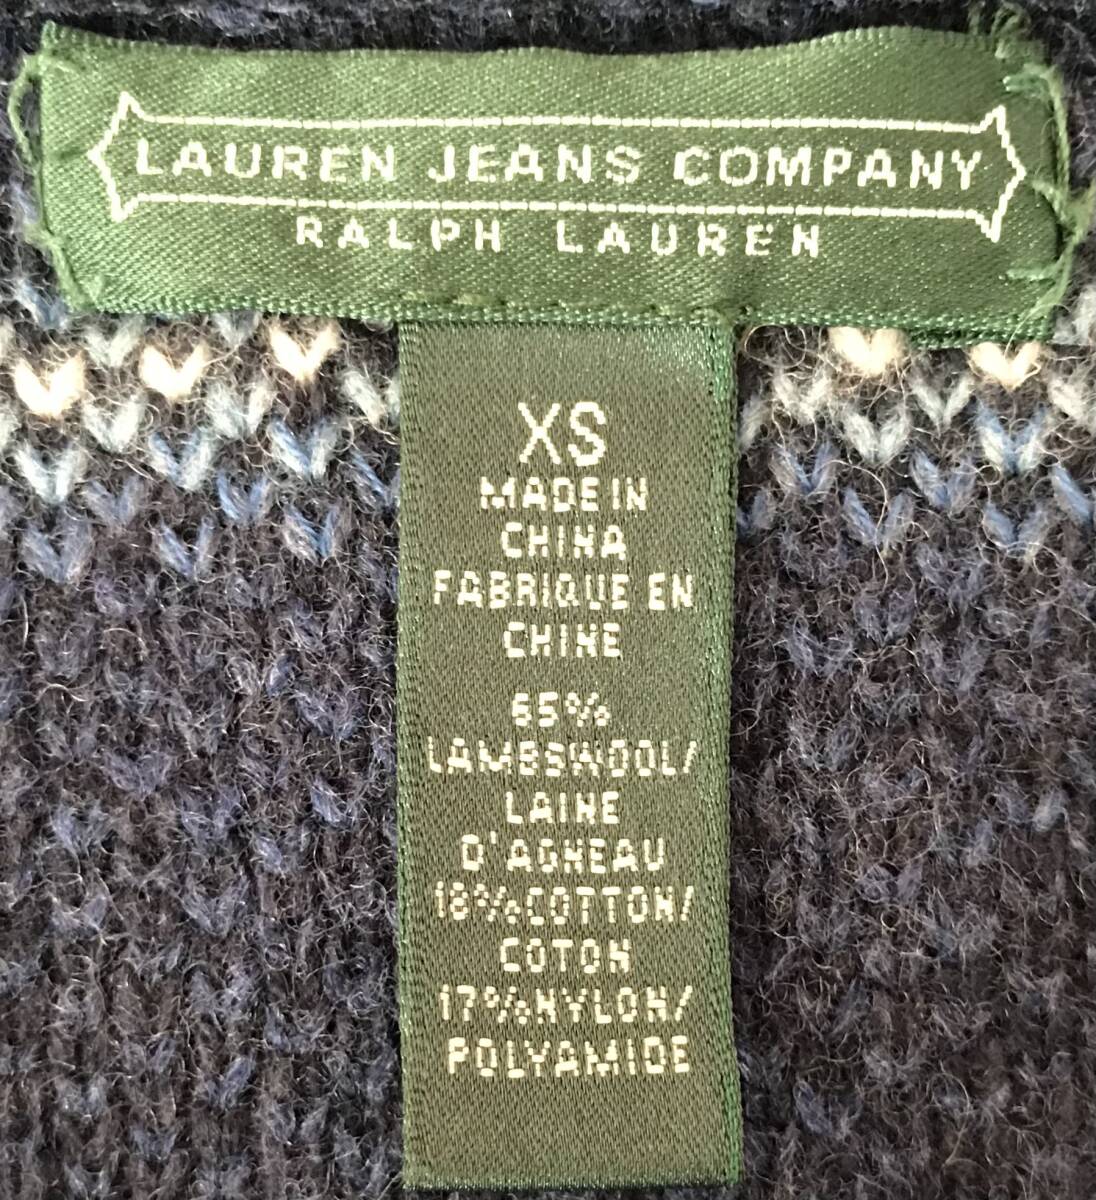 LAUREN JEANS COMPANY
RALPH LAUREN
XS
MADE IN
CHINA
FABRIQUE EN
CHINE
65%
LAMBSWOOL/
LAINE
D'AGNEAU
18%COTTON/
COTON
17%NYLON/
POLYAMIDE